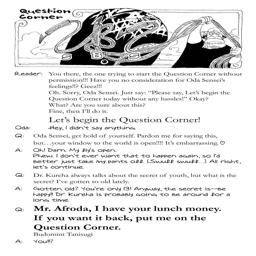 Question
Corner
Reader: You there, the one trying to start the Question Corner without
permission!!! Have you no consideration for Oda Sensei's
feelings!!? Geez!!!
Oh. Sorry, Oda Sensei. Just say: "Please, say, Let's begin the
Question Corner today without any hassles!" Okay?
What? Are you sure about this?
Fine, then I'll do it.
Let's begin the Question Corner!
Oda: Hey, I didn't say anything.
Q: Oda Sensei, get hold of yourself. Pardon me for saying this,
but...your window to the world is open!!!! It's embarrassing.
A: Oh! Darn. My fly's open.
Phew. I don't ever want that to happen again, so I'd
better just take my pants off. (Swuff swuff...) All right,
let's continue.
Q: Dr. Kureha always talks about the secret of youth, but what is the
secret? I've gotten so old lately.
A: Gotten old? You're only 13! Anyway, the secret is--be
happy! Dr. Kureha is probably going to be around for a
long time.
Q: Mr. Afroda, I have your lunch money.
If you want it back, put me on the
Question Corner.
Budomint Tanisugi
A: You!!?